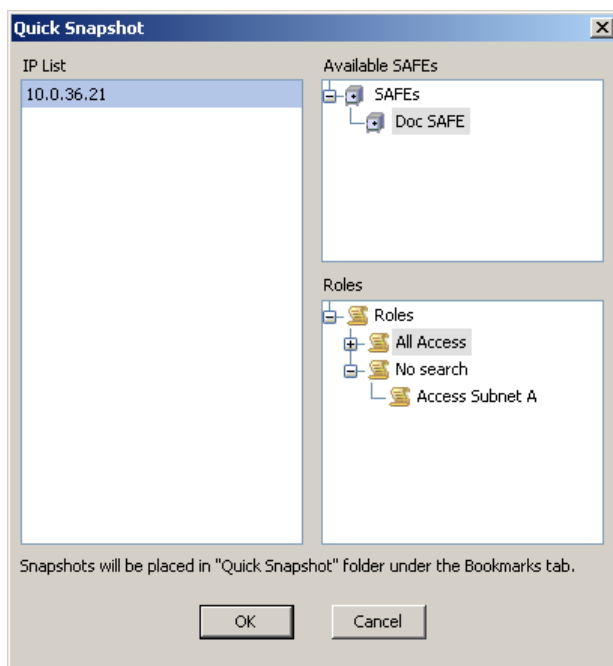 Quick Snapshot
IP List
10.0.36.21
Available SAFEs
SAFEs
Doc SAFE
Roles
Roles
All Access
No search
Access Subnet A
Snapshots will be placed in "Quick Snapshot" folder under the Bookmarks tab.
OK
Cancel